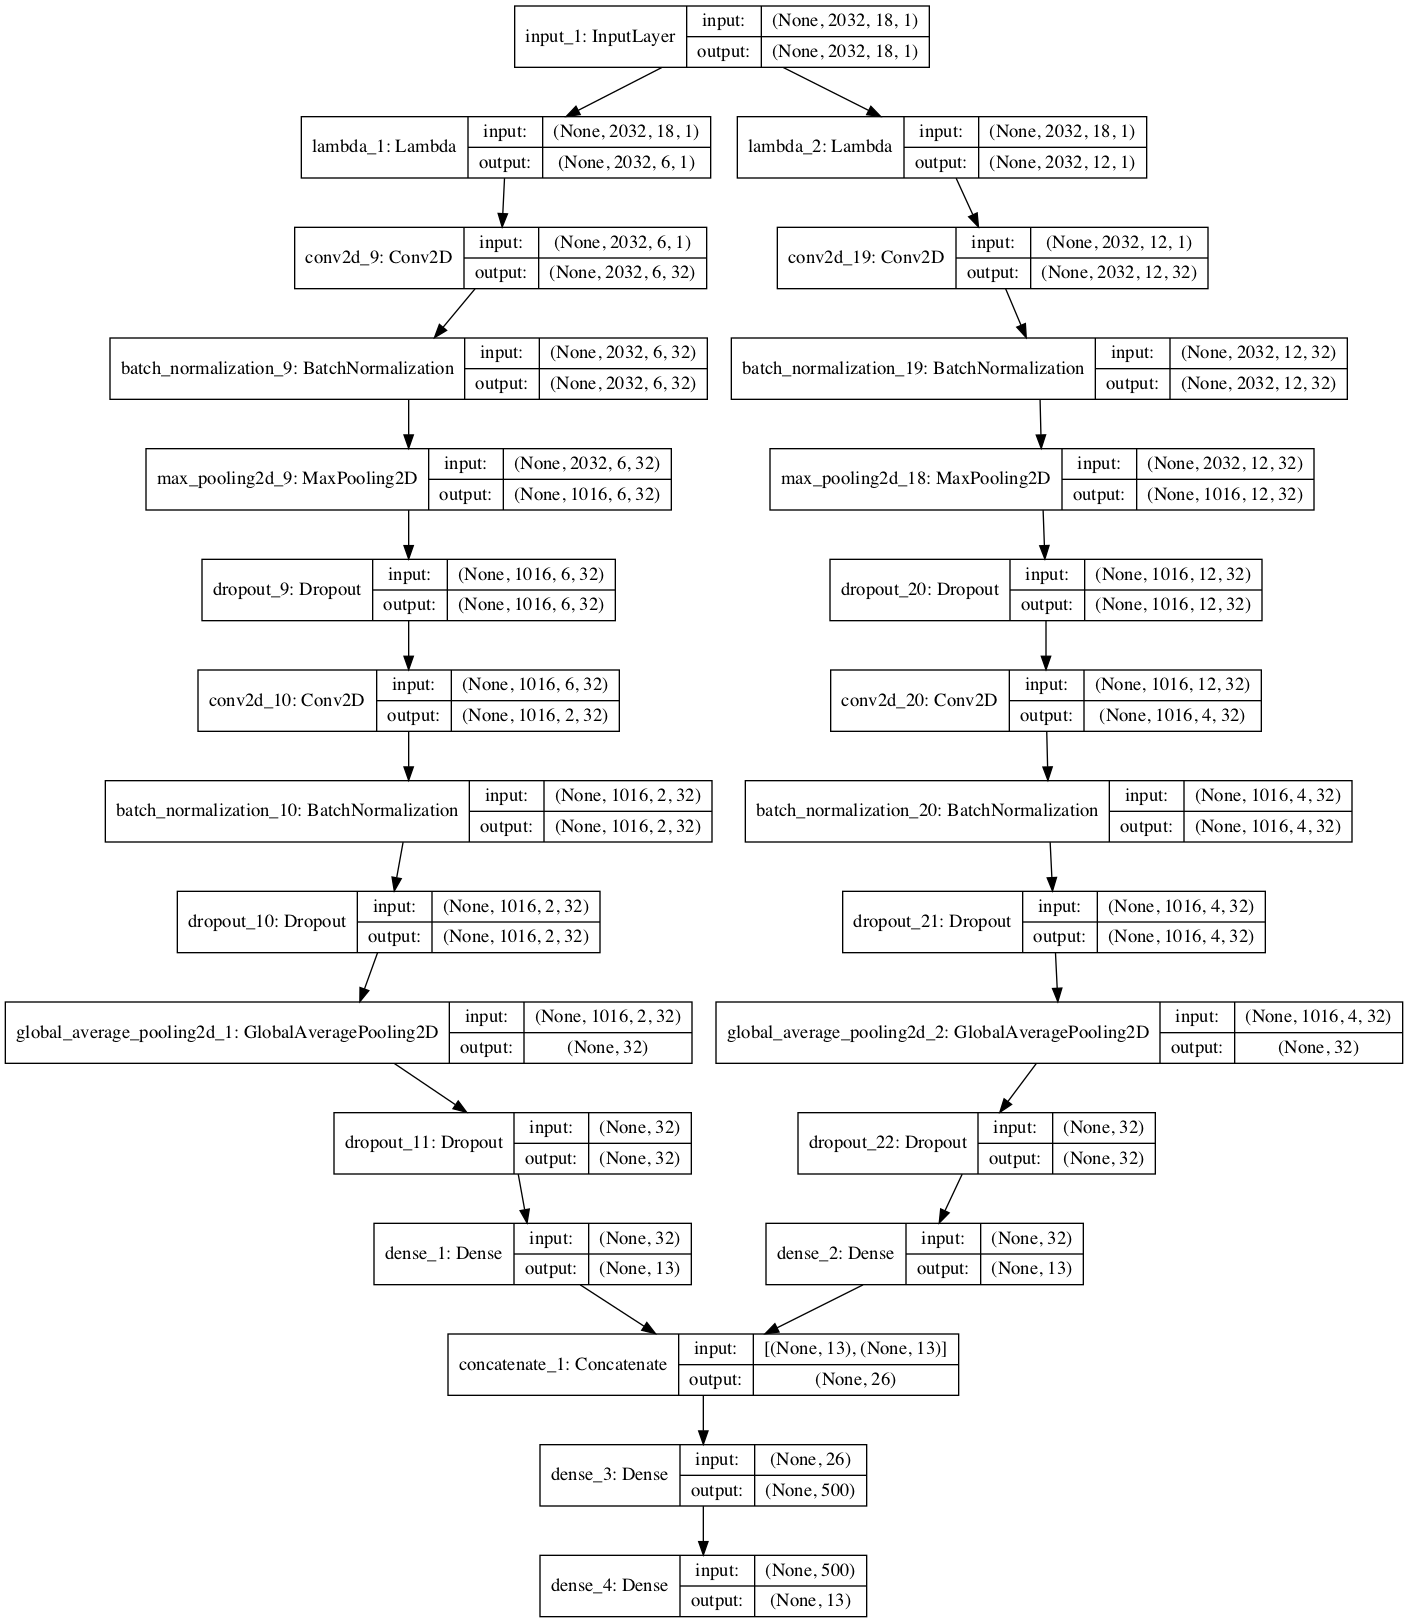 input_1: InputLayer
input: (None, 2032, 18, 1)
output: (None, 2032, 18, 1)
lambda_1: Lambda
input: (None, 2032, 18, 1)
output: (None, 2032, 6, 1)
lambda_2: Lambda
input: (None, 2032, 18, 1)
output: (None, 2032, 12, 1)
conv2d_9: Conv2D
input: (None, 2032, 6, 1)
output: (None, 2032, 6, 32)
conv2d_19: Conv2D
input: (None, 2032, 12, 1)
output: (None, 2032, 12, 32)
batch_normalization_9: BatchNormalization
input: (None, 2032, 6, 32)
output: (None, 2032, 6, 32)
batch_normalization_19: BatchNormalization
input: (None, 2032, 12, 32)
output: (None, 2032, 12, 32)
max_pooling2d_9: MaxPooling2D
input: (None, 2032, 6, 32)
output: (None, 1016, 6, 32)
max_pooling2d_18: MaxPooling2D
input: (None, 2032, 12, 32)
output: (None, 1016, 12, 32)
dropout_9: Dropout
input: (None, 1016, 6, 32)
output: (None, 1016, 6, 32)
dropout_20: Dropout
input: (None, 1016, 12, 32)
output: (None, 1016, 12, 32)
conv2d_10: Conv2D
input: (None, 1016, 6, 32)
output: (None, 1016, 2, 32)
conv2d_20: Conv2D
input: (None, 1016, 12, 32)
output: (None, 1016, 4, 32)
batch_normalization_10: BatchNormalization
input: (None, 1016, 2, 32)
output: (None, 1016, 2, 32)
batch_normalization_20: BatchNormalization
input: (None, 1016, 4, 32)
output: (None, 1016, 4, 32)
dropout_10: Dropout
input: (None, 1016, 2, 32)
output: (None, 1016, 2, 32)
dropout_21: Dropout
input: (None, 1016, 4, 32)
output: (None, 1016, 4, 32)
global_average_pooling2d_1: GlobalAveragePooling2D
input: (None, 1016, 2, 32)
output: (None, 32)
global_average_pooling2d_2: GlobalAveragePooling2D
input: (None, 1016, 4, 32)
output: (None, 32)
dropout_11: Dropout
input: (None, 32)
output: (None, 32)
dropout_22: Dropout
input: (None, 32)
output: (None, 32)
dense_1: Dense
input: (None, 32)
output: (None, 13)
dense_2: Dense
input: (None, 32)
output: (None, 13)
concatenate_1: Concatenate
input: [(None, 13), (None, 13)]
output: (None, 26)
dense_3: Dense
input: (None, 26)
output: (None, 500)
dense_4: Dense
input: (None, 500)
output: (None, 13)